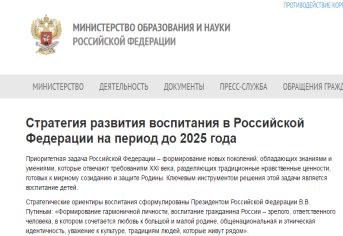 ПРОТИВОДЕЙСТВИЕ КОР
МИНИСТЕРСТВО ОБРАЗОВАНИЯ И НАУКИ
РОССИЙСКОЙ ФЕДЕРАЦИИ
МИНИСТЕРСТВО ДЕЯТЕЛЬНОСТЬ ДОКУМЕНТЫ ПРЕСС-СЛУЖБА ОБРАЩЕНИЯ ГРАЖД
Стратегия развития воспитания в Российской
Федерации на период до 2025 года
Приоритетная задача Российской Федерации – формирование новых поколений, обладающих знаниями и
умениями, которые отвечают требованиям XXI века, разделяющих традиционные нравственные ценности,
готовых к мирному созиданию и защите Родины. Ключевым инструментом решения этой задачи является
воспитание детей.
Стратегические ориентиры воспитания сформулированы Президентом Российской Федерации В.В.
Путиным: «Формирование гармоничной личности, воспитание гражданина России – зрелого, ответственного
человека, в котором сочетается любовь к большой и малой родине, общенациональная и этническая
идентичность, уважение к культуре, традициям людей, которые живут рядом».